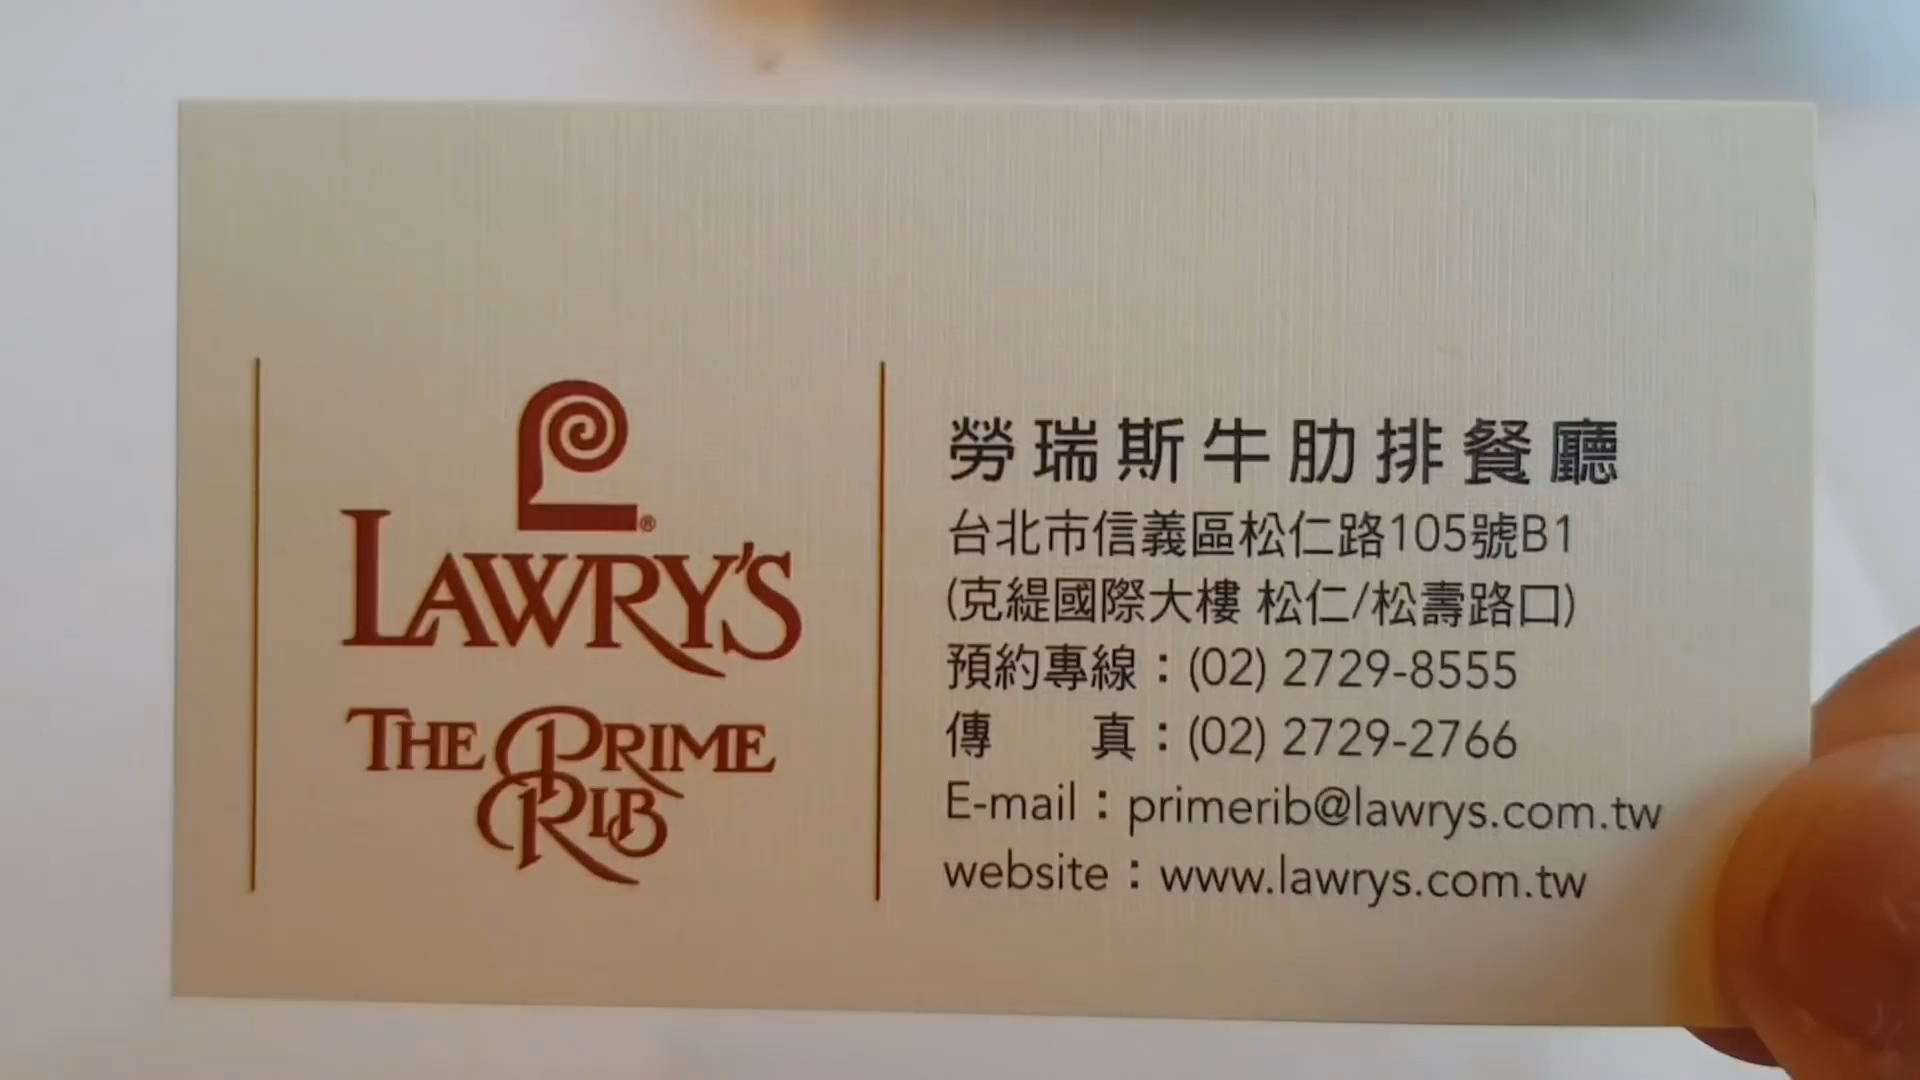 L®
LAWRY'S
THE PRIME
RIB
勞瑞斯牛肋排餐廳
台北市信義區松仁路105號B1
(克緹國際大樓 松仁/松壽路口)
預約專線：(02) 2729-8555
傳　　真：(02) 2729-2766
E-mail：primerib@lawrys.com.tw
website：www.lawrys.com.tw